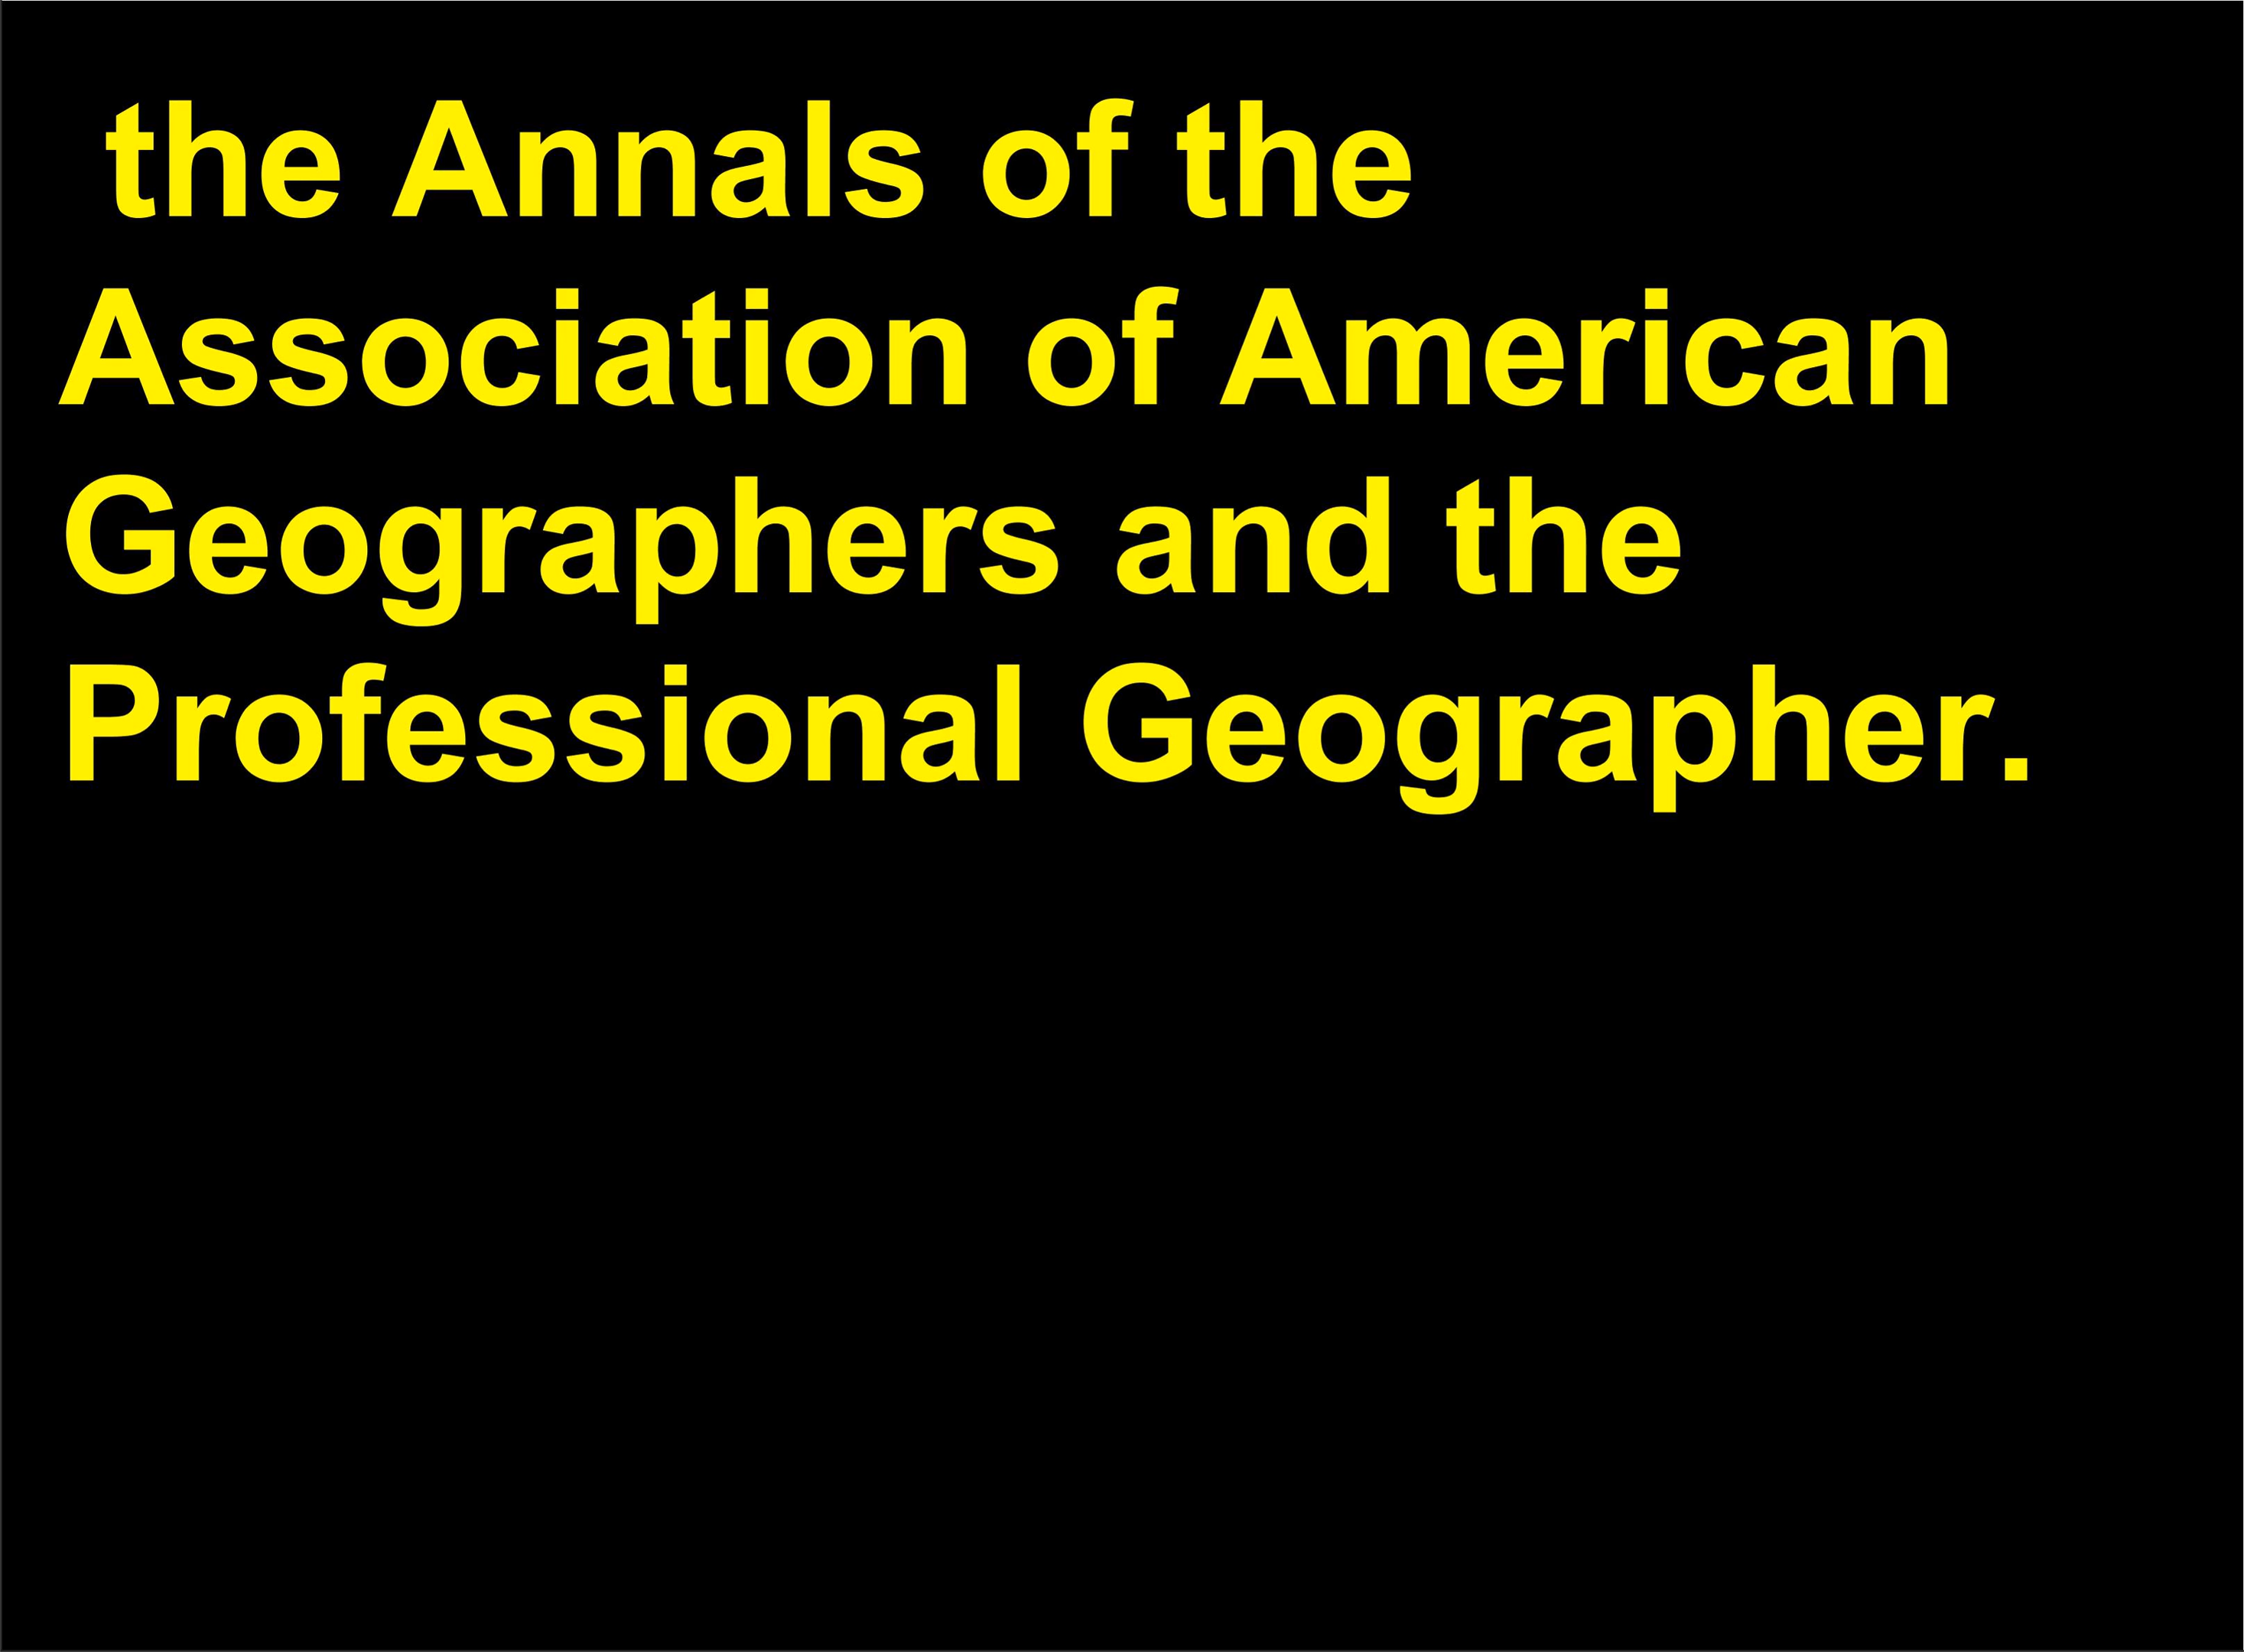 the Annals of the
Association of American
Geographers and the
Professional Geographer.